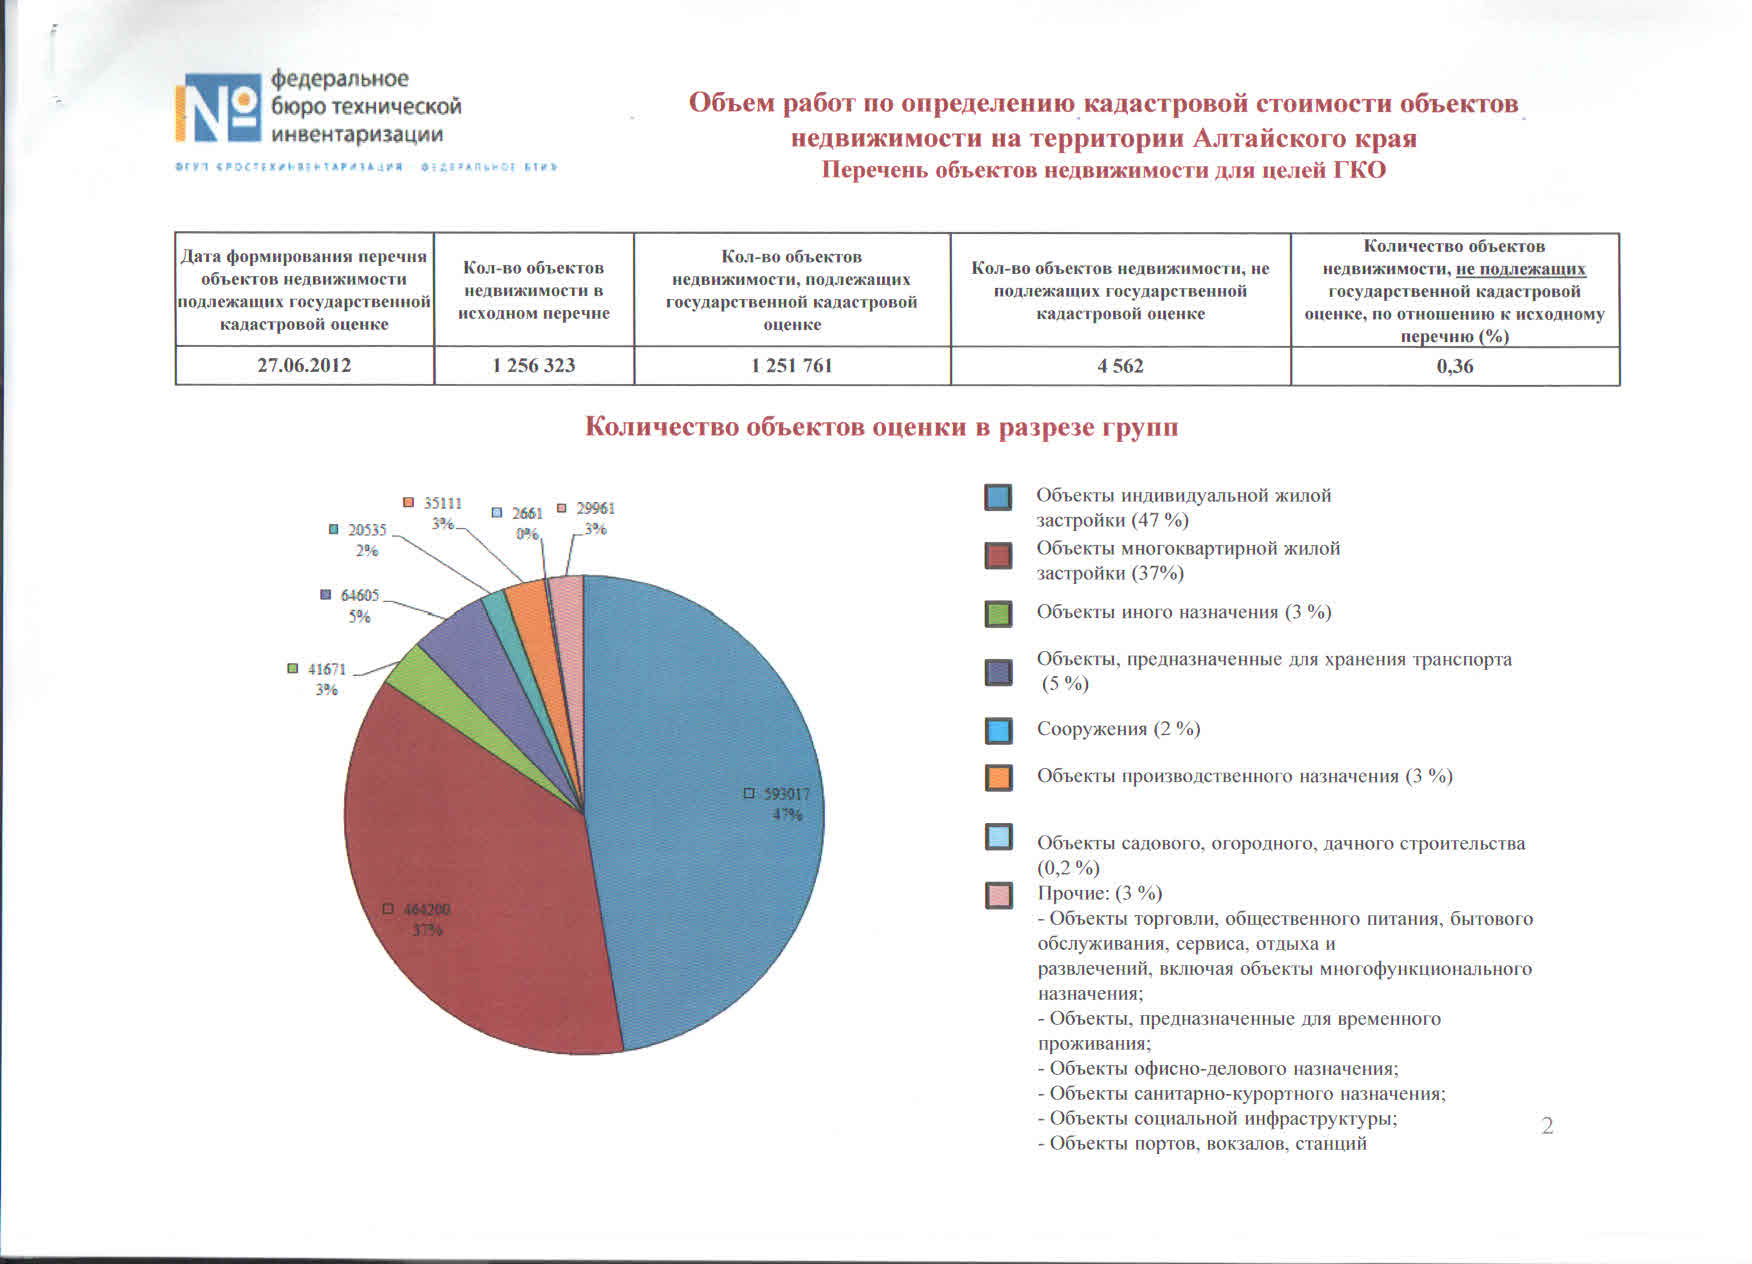 федеральное
бюро технической
инвентаризации
ФГУП «РОСТЕХИНВЕНТАРИЗАЦИЯ - ФЕДЕРАЛЬНОЕ БТИ»
Объем работ по определению кадастровой стоимости объектов
недвижимости на территории Алтайского края
Перечень объектов недвижимости для целей ГКО
Дата формирования перечня
объектов недвижимости
подлежащих государственной
кадастровой оценке
Кол-во объектов
недвижимости в
исходном перечне
Кол-во объектов
недвижимости, подлежащих
государственной кадастровой
оценке
Кол-во объектов недвижимости, не
подлежащих государственной
кадастровой оценке
Количество объектов
недвижимости, не подлежащих
государственной кадастровой
оценке, по отношению к исходному
перечню (%)
27.06.2012
1 256 323
1 251 761
4 562
0,36
Количество объектов оценки в разрезе групп
35111
3%
2661
0%
29961
3%
20535
2%
64605
5%
41671
3%
593017
47%
464200
37%
Объекты индивидуальной жилой
застройки (47 %)
Объекты многоквартирной жилой
застройки (37%)
Объекты иного назначения (3 %)
Объекты, предназначенные для хранения транспорта
(5 %)
Сооружения (2 %)
Объекты производственного назначения (3 %)
Объекты садового, огородного, дачного строительства
(0,2 %)
Прочие: (3 %)
- Объекты торговли, общественного питания, бытового
обслуживания, сервиса, отдыха и
развлечений, включая объекты многофункционального
назначения;
- Объекты, предназначенные для временного
проживания;
- Объекты офисно-делового назначения;
- Объекты санитарно-курортного назначения;
- Объекты социальной инфраструктуры;
- Объекты портов, вокзалов, станций
2